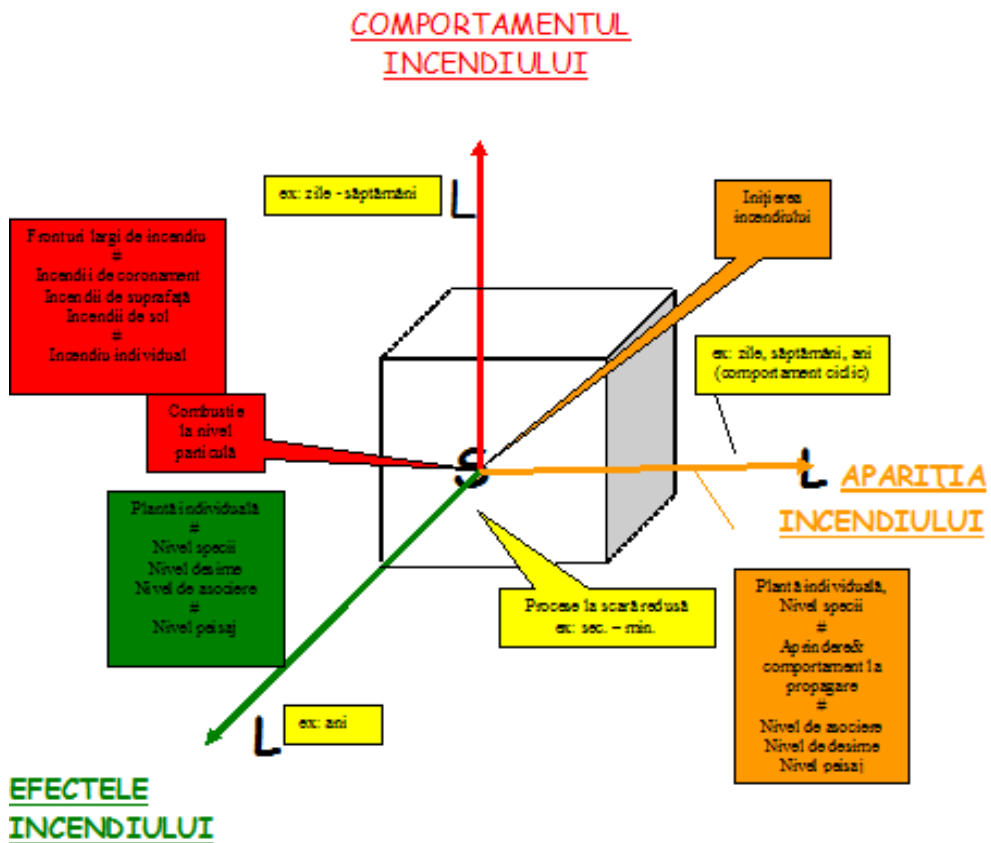 COMPORTAMENTUL
INCENDIULUI
ex: zile - săptămâni
L
Inițierea
incendiului
Fronturi largi de incendiu
#
Incendii de coronament
Incendii de suprafață
Incendii de sol
#
Incendiu individual
ex: zile, săptămâni, ani
(comportament ciclic)
Combustie
la nivel
particulă
S
L
APARIȚIA
INCENDIULUI
Plantă individuală
#
Nivel specii
Nivel desime
Nivel de asociere
#
Nivel peisaj
Procese la scară redusă
ex: sec. – min.
Plantă individuală,
Nivel specii
#
Aprindere&
comportament la
propagare
#
Nivel de asociere
Nivel de desime
Nivel peisaj
L
ex: ani
EFECTELE
INCENDIULUI